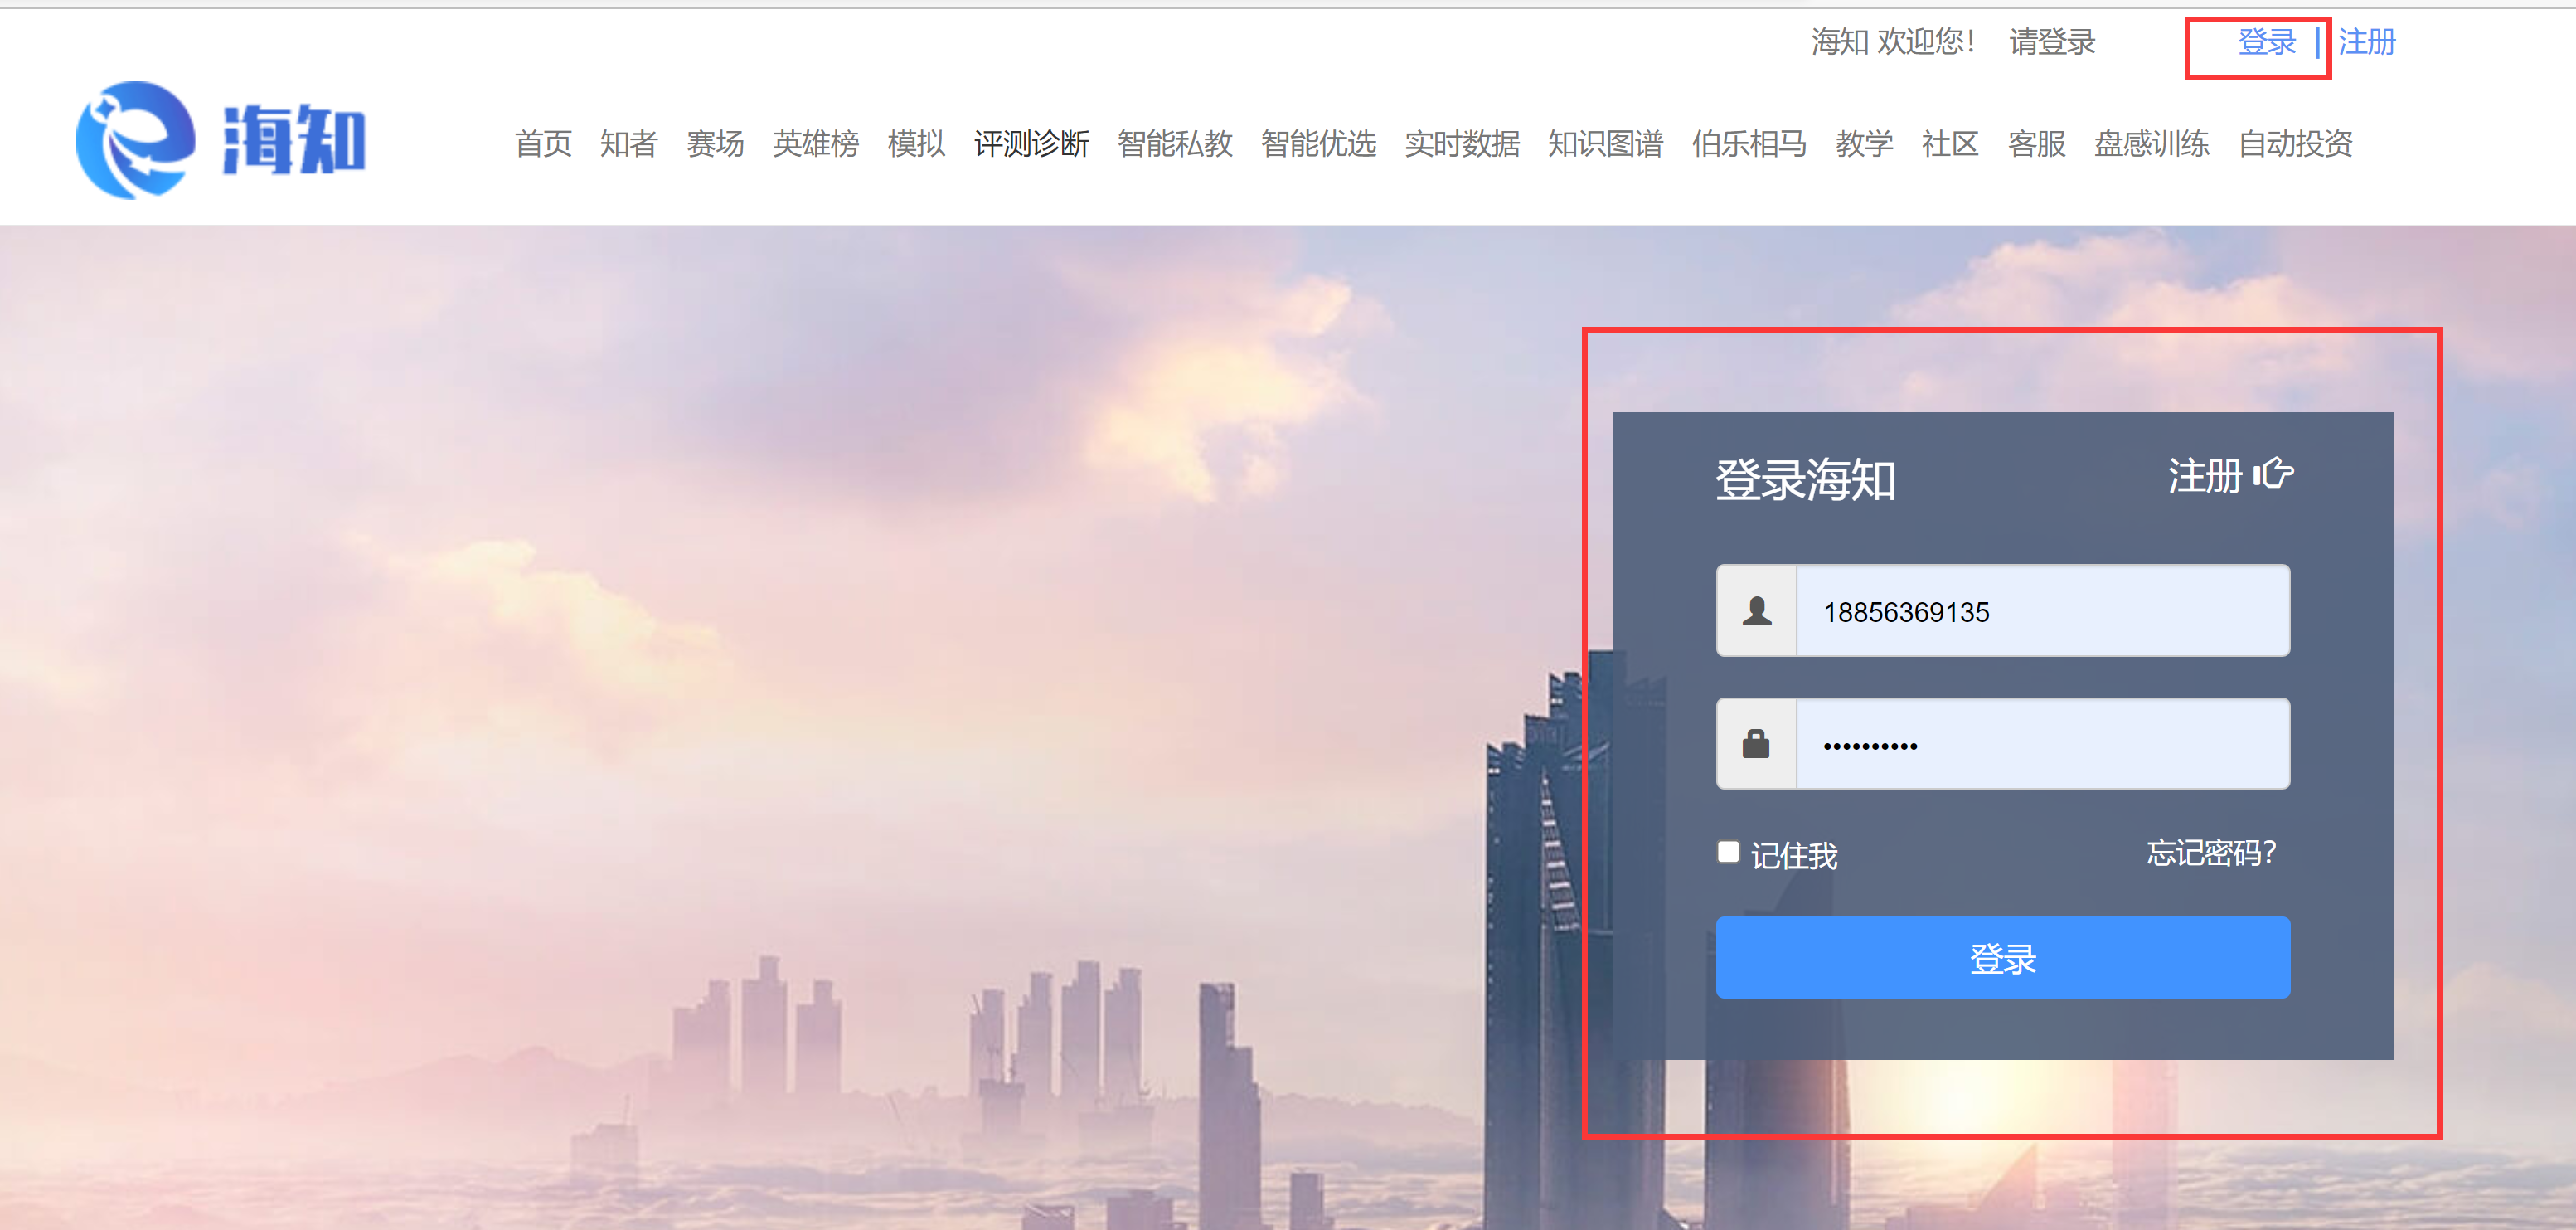 海知 欢迎您！ 请登录 登录 | 注册
海知
首页 知者 赛场 英雄榜 模拟 评测诊断 智能私教 智能优选 实时数据 知识图谱 伯乐相马 教学 社区 客服 盘感训练 自动投资
登录海知 注册
18856369135
••••••••••
记住我 忘记密码？
登录